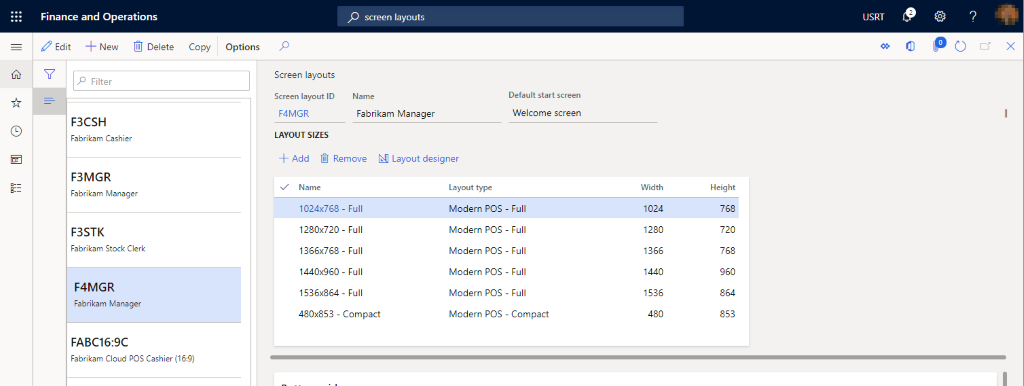 Finance and Operations
screen layouts
USRT
2
?
Edit
New
Delete
Copy
Options
0
Filter
F3CSH
Fabrikam Cashier
F3MGR
Fabrikam Manager
F3STK
Fabrikam Stock Clerk
F4MGR
Fabrikam Manager
FABC16:9C
Fabrikam Cloud POS Cashier (16:9)
Screen layouts
Screen layout ID Name Default start screen
F4MGR Fabrikam Manager Welcome screen
LAYOUT SIZES
Add Remove Layout designer
Name Layout type Width Height
1024x768 - Full Modern POS - Full 1024 768
1280x720 - Full Modern POS - Full 1280 720
1366x768 - Full Modern POS - Full 1366 768
1440x960 - Full Modern POS - Full 1440 960
1536x864 - Full Modern POS - Full 1536 864
480x853 - Compact Modern POS - Compact 480 853